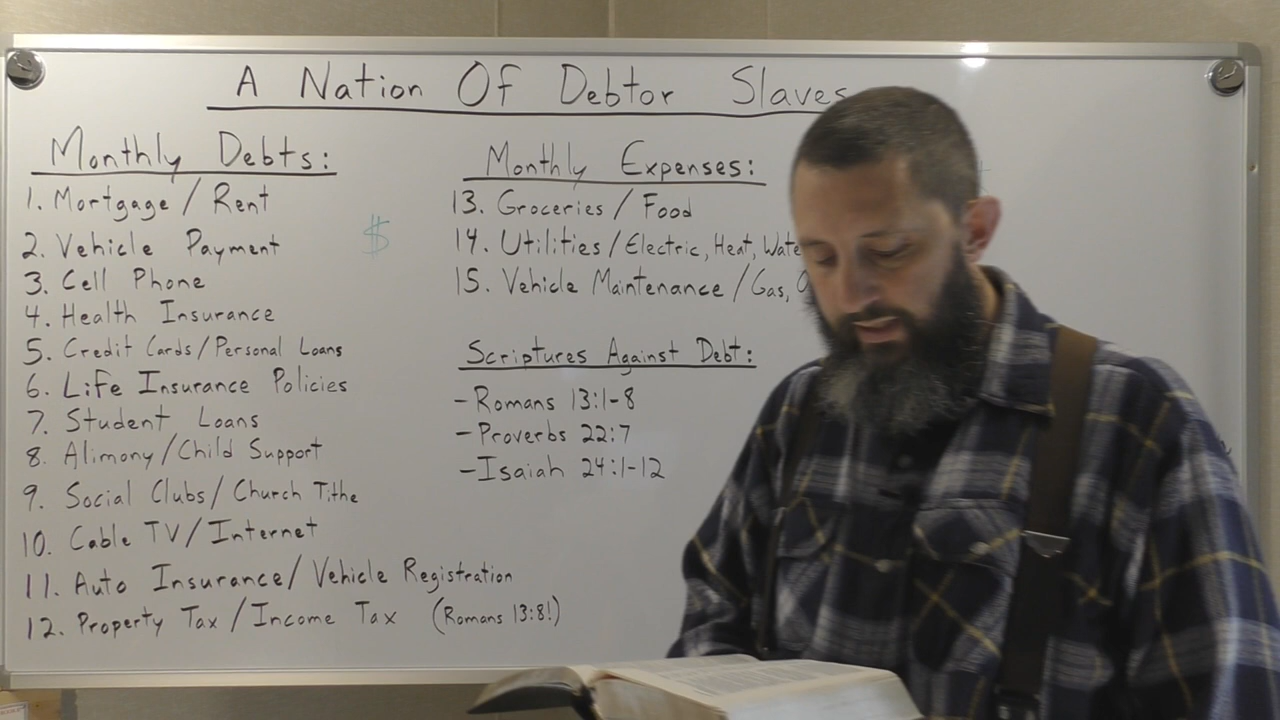 A Nation Of Debtor Slaves
Monthly Debts:
1. Mortgage / Rent
2. Vehicle Payment
3. Cell Phone
4. Health Insurance
5. Credit Cards / Personal Loans
6. Life Insurance Policies
7. Student Loans
8. Alimony / Child Support
9. Social Clubs / Church Tithe
10. Cable TV / Internet
11. Auto Insurance / Vehicle Registration
12. Property Tax / Income Tax (Romans 13:8!)
$
Monthly Expenses:
13. Groceries / Food
14. Utilities / Electric, Heat,
15. Vehicle Maintenance / Gas,
Scriptures Against Debt:
- Romans 13:1-8
- Proverbs 22:7
- Isaiah 24:1-12